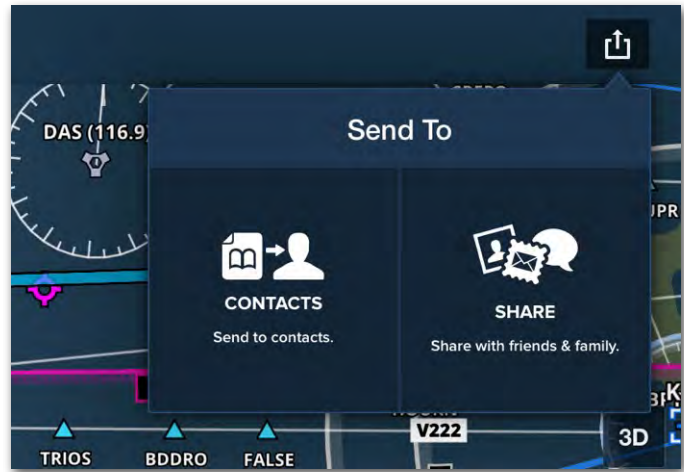 DAS (116.9)
Send To
CONTACTS
Send to contacts.
SHARE
Share with friends & family.
V222
3D
TRIOS
BDDRO
FALSE